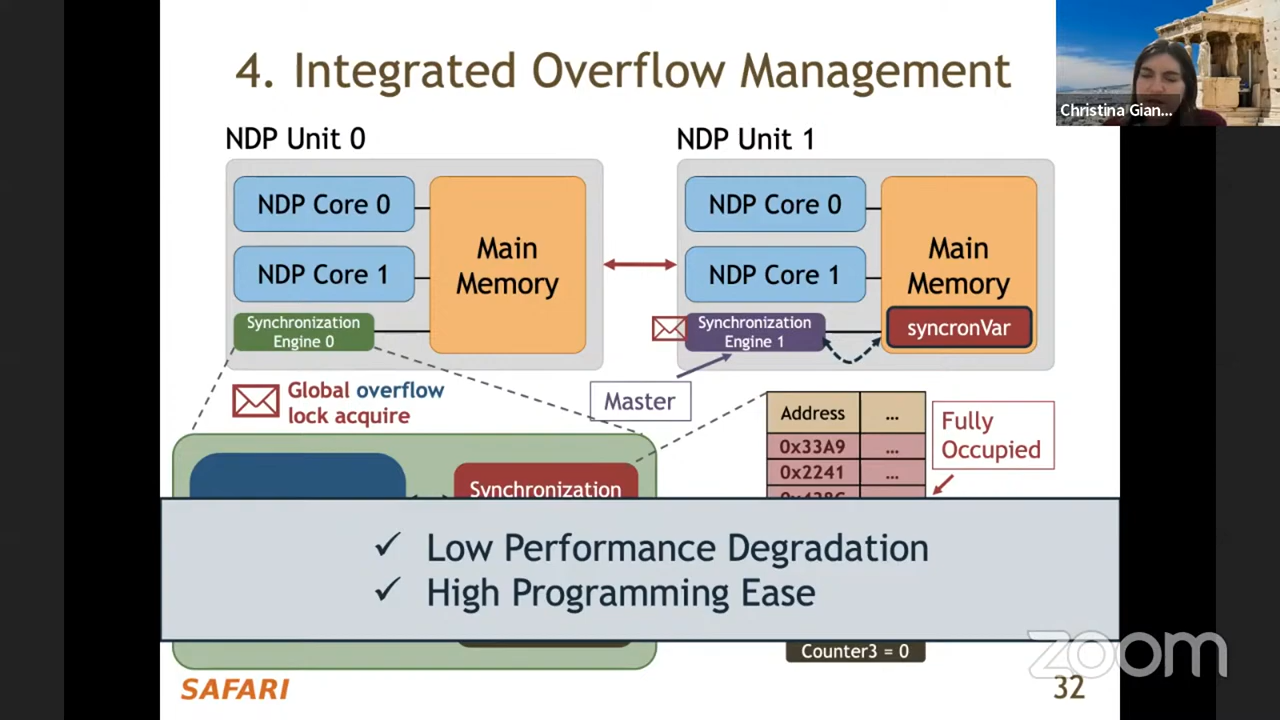 4. Integrated Overflow Management
Christina Gian...
NDP Unit 0
NDP Unit 1
NDP Core 0
NDP Core 1
Main
Memory
Synchronization
Engine 0
NDP Core 0
NDP Core 1
Main
Memory
Synchronization
Engine 1
syncronVar
Global overflow
lock acquire
Master
Address ...
0x33A9 ...
0x2241 ...
Fully
Occupied
Synchronization
✓ Low Performance Degradation
✓ High Programming Ease
Counter3 = 0
SAFARI
32
zoom